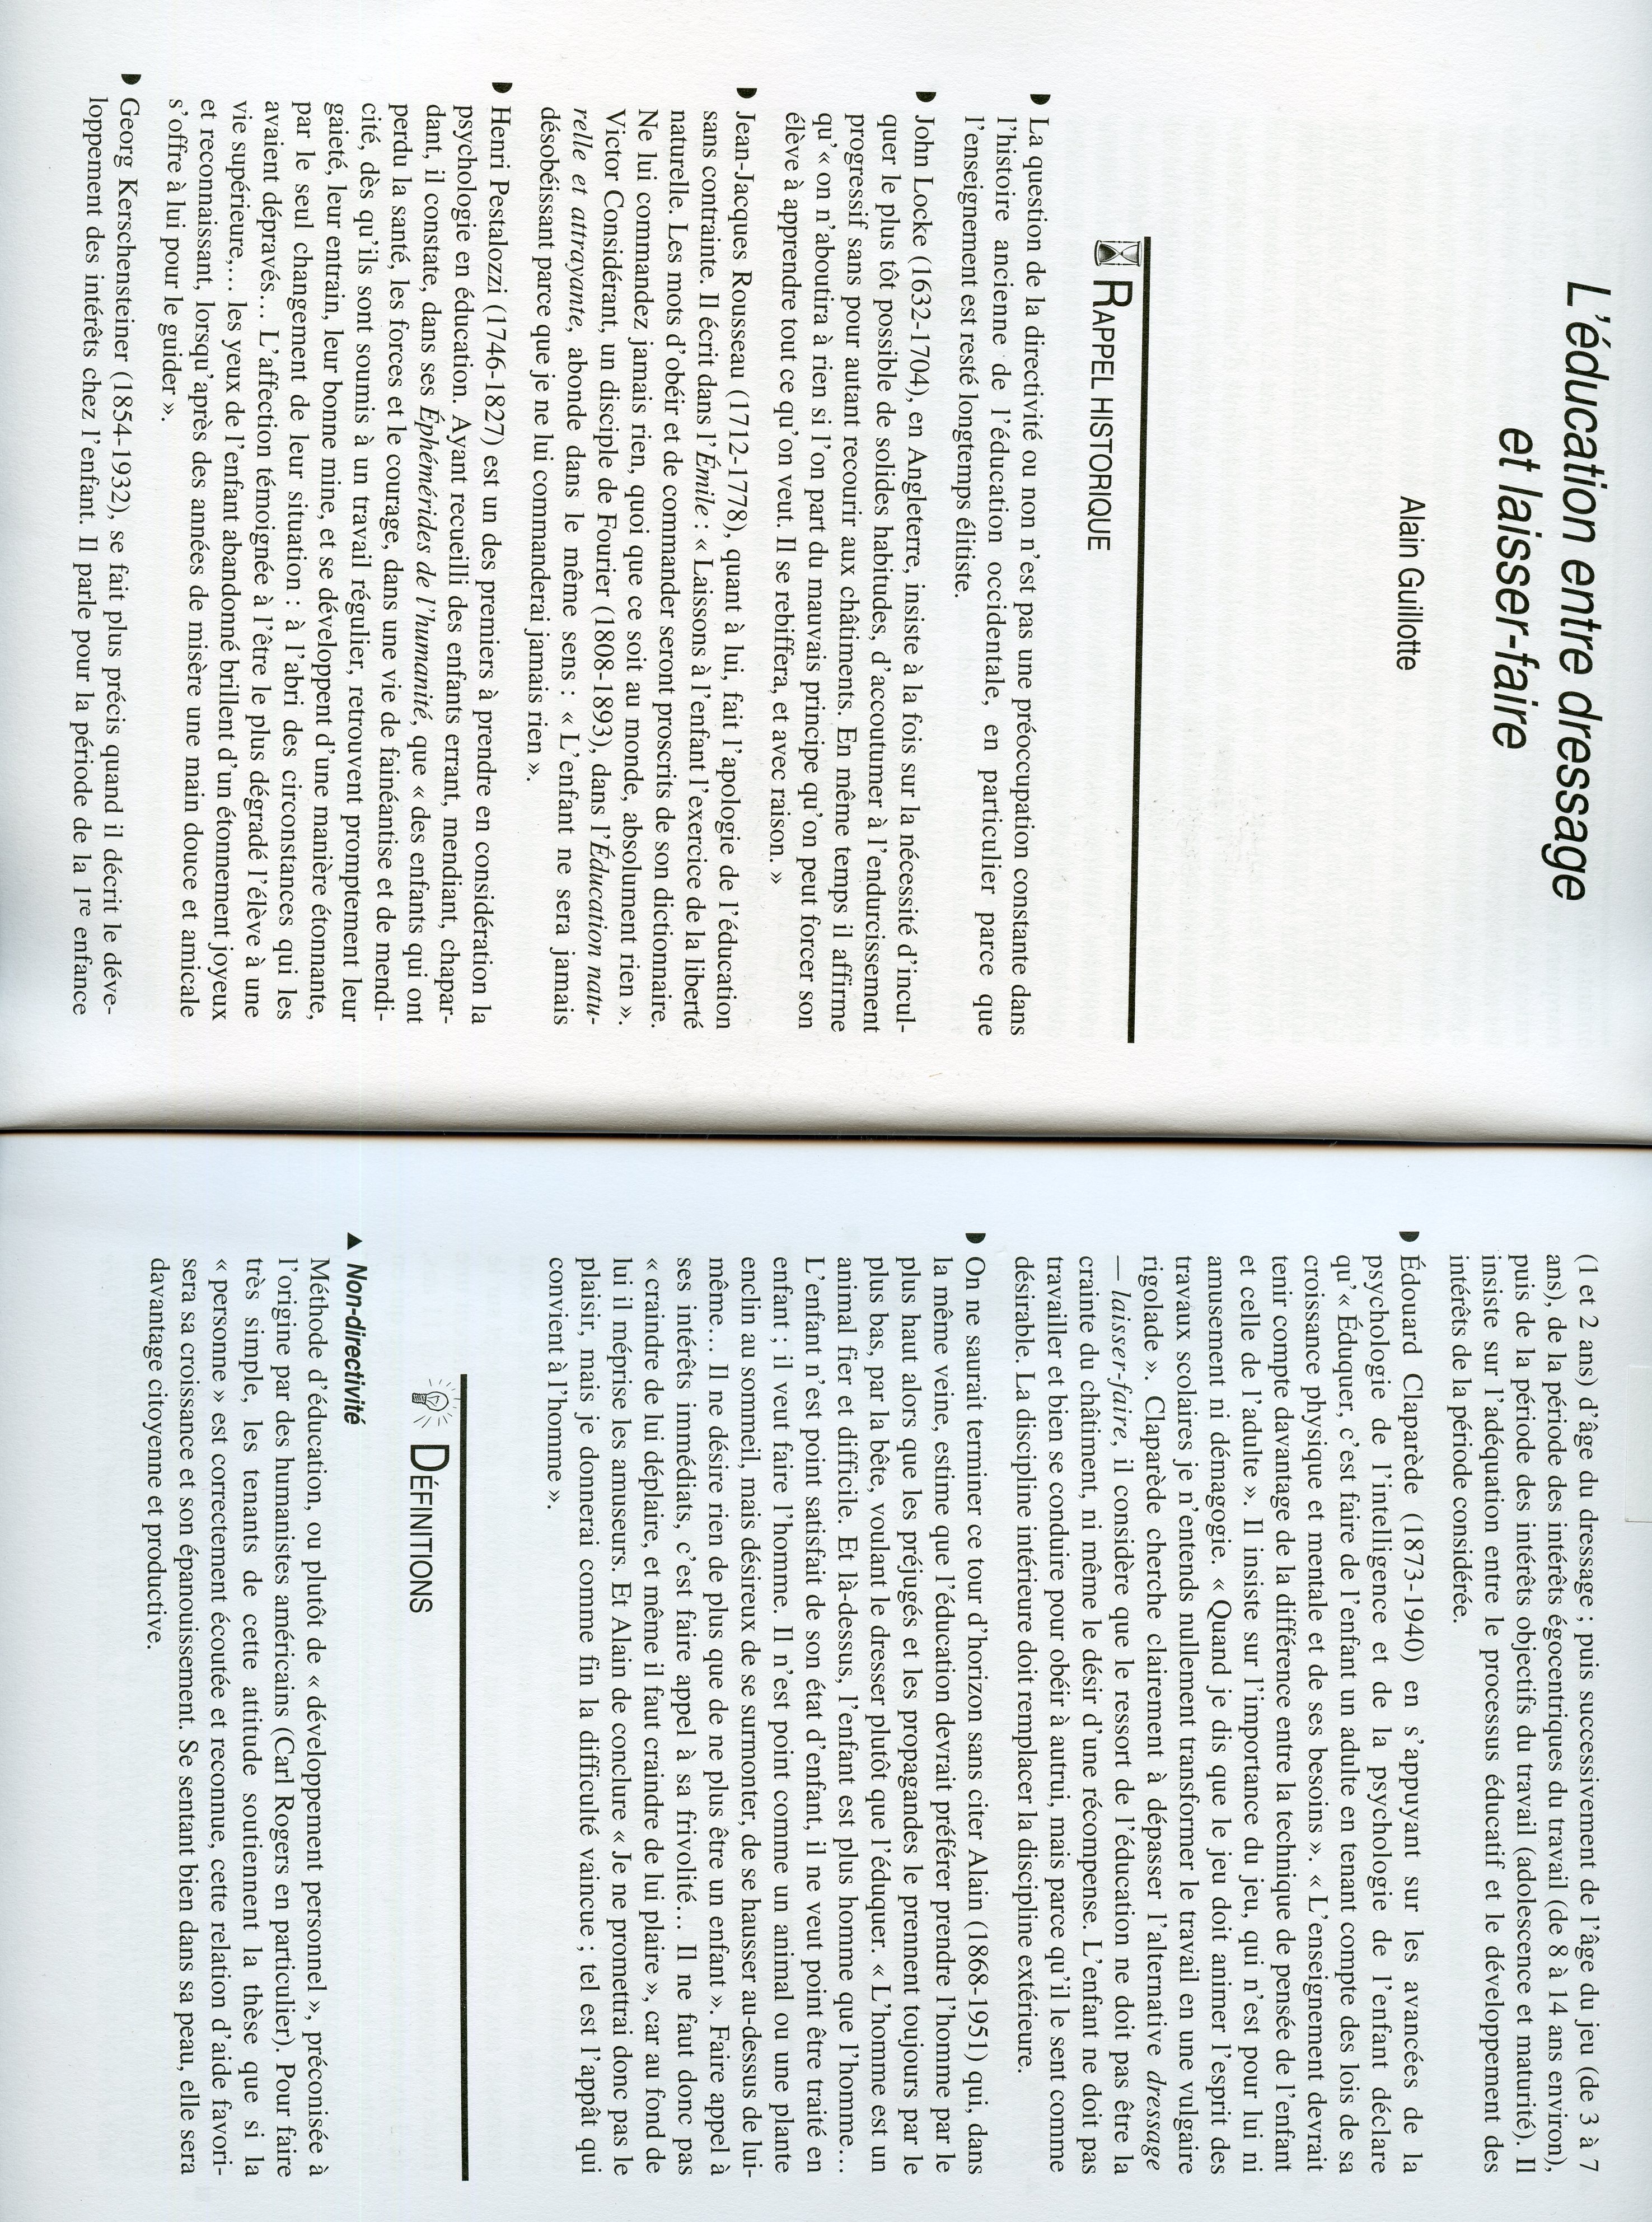 L'éducation entre dressage
et laisser-faire
Alain Guillotte
RAPPEL HISTORIQUE
La question de la directivité ou non n'est pas une préoccupation constante dans
l'histoire ancienne de l'éducation occidentale, en particulier parce que
l'enseignement est resté longtemps élitiste.
John Locke (1632-1704), en Angleterre, insiste à la fois sur la nécessité d'incul-
quer le plus tôt possible de solides habitudes, d'accoutumer à l'endurcissement
progressif sans pour autant recourir aux châtiments. En même temps il affirme
qu'« on n'aboutira à rien si l'on part du mauvais principe qu'on peut forcer son
élève à apprendre tout ce qu'on veut. Il se rebiffera, et avec raison. »
Jean-Jacques Rousseau (1712-1778), quant à lui, fait l'apologie de l'éducation
sans contrainte. Il écrit dans l'Émile : « Laissons à l'enfant l'exercice de la liberté
naturelle. Les mots d'obéir et de commander seront proscrits de son dictionnaire.
Ne lui commandez jamais rien, quoi que ce soit au monde, absolument rien ».
Victor Considérant, un disciple de Fourier (1808-1893), dans l'Éducation natu-
relle et attrayante, abonde dans le même sens : « L'enfant ne sera jamais
désobéissant parce que je ne lui commanderai jamais rien ».
Henri Pestalozzi (1746-1827) est un des premiers à prendre en considération la
psychologie en éducation. Ayant recueilli des enfants errant, mendiant, chapar-
dant, il constate, dans ses Éphémérides de l'humanité, que « des enfants qui ont
perdu la santé, les forces et le courage, dans une vie de fainéantise et de mendi-
cité, dès qu'ils sont soumis à un travail régulier, retrouvent promptement leur
gaieté, leur entrain, leur bonne mine, et se développent d'une manière étonnante,
par le seul changement de leur situation : à l'abri des circonstances qui les
avaient dépravés... L'affection témoignée à l'être le plus dégradé l'élève à une
vie supérieure,... les yeux de l'enfant abandonné brillent d'un étonnement joyeux
et reconnaissant, lorsqu'après des années de misère une main douce et amicale
s'offre à lui pour le guider ».
Georg Kerschensteiner (1854-1932), se fait plus précis quand il décrit le déve-
loppement des intérêts chez l'enfant. Il parle pour la période de la 1re enfance
(1 et 2 ans) d'âge du dressage ; puis successivement de l'âge du jeu (de 3 à 7
ans), de la période des intérêts égocentriques du travail (de 8 à 14 ans environ),
puis de la période des intérêts objectifs du travail (adolescence et maturité). Il
insiste sur l'adéquation entre le processus éducatif et le développement des
intérêts de la période considérée.
Édouard Claparède (1873-1940) en s'appuyant sur les avancées de la
psychologie de l'intelligence et de la psychologie de l'enfant déclare
qu'« Éduquer, c'est faire de l'enfant un adulte en tenant compte des lois de sa
croissance physique et mentale et de ses besoins ». « L'enseignement devrait
tenir compte davantage de la différence entre la technique de pensée de l'enfant
et celle de l'adulte ». Il insiste sur l'importance du jeu, qui n'est pour lui ni
amusement ni démagogie. « Quand je dis que le jeu doit animer l'esprit des
travaux scolaires je n'entends nullement transformer le travail en une vulgaire
rigolade ». Claparède cherche clairement à dépasser l'alternative dressage
— laisser-faire, il considère que le ressort de l'éducation ne doit pas être la
crainte du châtiment, ni même le désir d'une récompense. L'enfant ne doit pas
travailler et bien se conduire pour obéir à autrui, mais parce qu'il le sent comme
désirable. La discipline intérieure doit remplacer la discipline extérieure.
On ne saurait terminer ce tour d'horizon sans citer Alain (1868-1951) qui, dans
la même veine, estime que l'éducation devrait préférer prendre l'homme par le
plus haut alors que les préjugés et les propagandes le prennent toujours par le
plus bas, par la bête, voulant le dresser plutôt que l'éduquer. « L'homme est un
animal fier et difficile. Et là-dessus, l'enfant est plus homme que l'homme...
L'enfant n'est point satisfait de son état d'enfant, il ne veut point être traité en
enfant ; il veut faire l'homme. Il n'est point comme un animal ou une plante
enclin au sommeil, mais désireux de se surmonter, de se hausser au-dessus de lui-
même... Il ne désire rien de plus que de ne plus être un enfant ». Faire appel à
ses intérêts immédiats, c'est faire appel à sa frivolité... Il ne faut donc pas
« craindre de lui déplaire, et même il faut craindre de lui plaire », car au fond de
lui il méprise les amuseurs. Et Alain de conclure « Je ne promettrai donc pas le
plaisir, mais je donnerai comme fin la difficulté vaincue ; tel est l'appât qui
convient à l'homme ».
DÉFINITIONS
▲ Non-directivité
Méthode d'éducation, ou plutôt de « développement personnel », préconisée à
l'origine par des humanistes américains (Carl Rogers en particulier). Pour faire
très simple, les tenants de cette attitude soutiennent la thèse que si la
« personne » est correctement écoutée et reconnue, cette relation d'aide favori-
sera sa croissance et son épanouissement. Se sentant bien dans sa peau, elle sera
davantage citoyenne et productive.